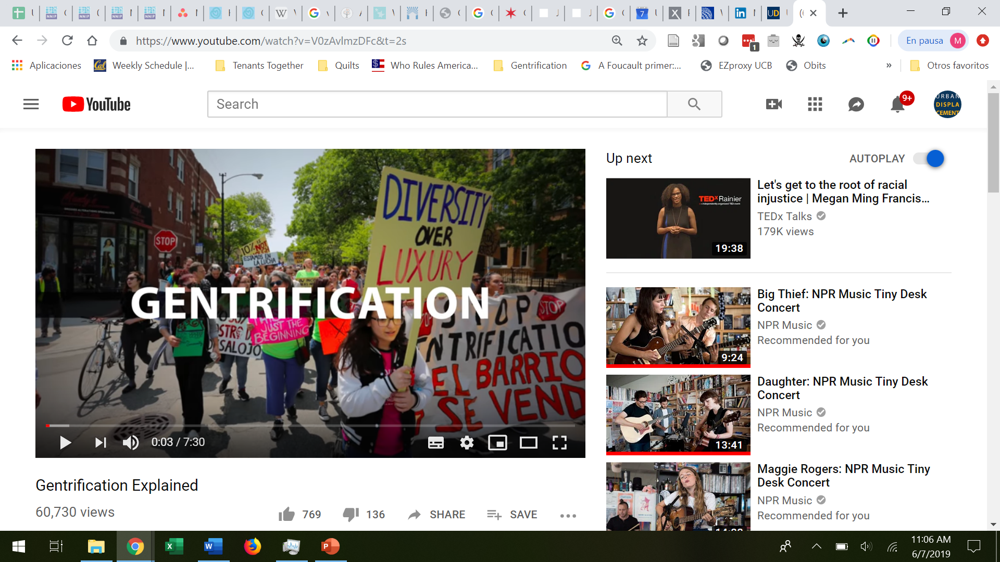 https://www.youtube.com/watch?v=V0zAvlmzDFc&t=2s
1
En pausa
M
Aplicaciones
Cal
Weekly Schedule |...
Tenants Together
Quilts
Who Rules America...
Gentrification
A Foucault primer:...
EZproxy UCB
Obits
»
Otros favoritos
YouTube
Search
9+
URBAN
DISPLA
CEMENT
DIVERSITY
OVER
LUXURY
STOP
10% NOT
ESTAMOS EN
LA LUCHA
GENTRIFICATION
JUST THE
BEGINNING
STOP
STOP
ENTRIFICATIO
EL BARRIO
SE VEND
0:03 / 7:30
Gentrification Explained
60,730 views
769
136
SHARE
SAVE
Up next
AUTOPLAY
TEDxRainier
19:38
Let's get to the root of racial
injustice | Megan Ming Francis...
TEDx Talks
179K views
9:24
Big Thief: NPR Music Tiny Desk
Concert
NPR Music
Recommended for you
13:41
Daughter: NPR Music Tiny Desk
Concert
NPR Music
Recommended for you
Maggie Rogers: NPR Music Tiny
Desk Concert
NPR Music
Recommended for you
11:06 AM
6/7/2019